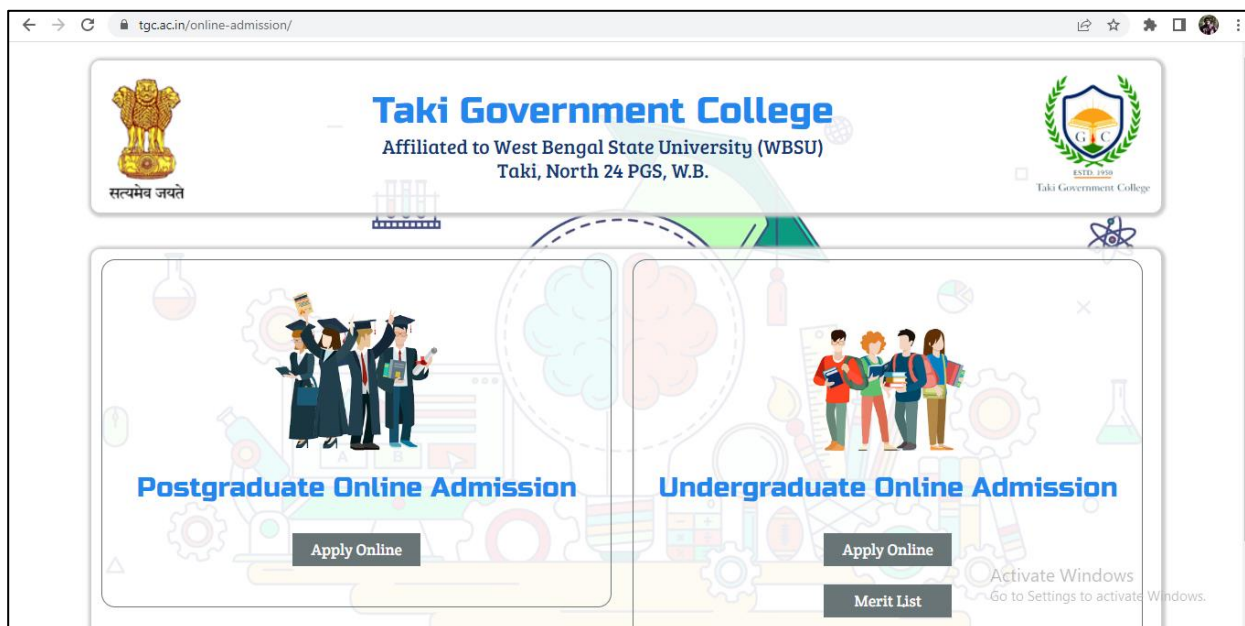 tgc.ac.in/online-admission/
Taki Government College
Affiliated to West Bengal State University (WBSU)
Taki, North 24 PGS, W.B.
सत्यमेव जयते
G C
ESTD. 1950
Taki Government College
A B
Postgraduate Online Admission
Apply Online
Undergraduate Online Admission
Apply Online
Merit List
Activate Windows
Go to Settings to activate Windows.